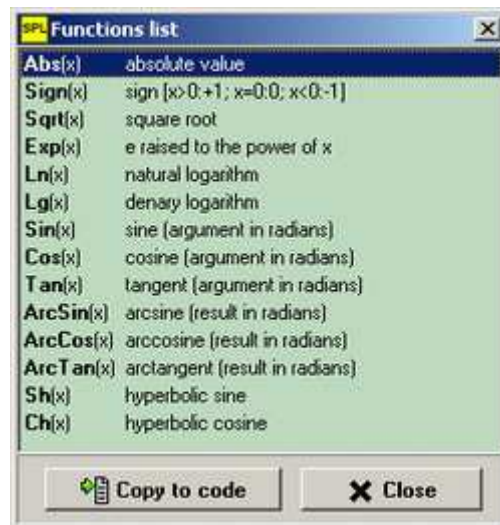 SPL Functions list
Abs(x) absolute value
Sign(x) sign (x>0:+1; x=0:0; x<0:-1)
Sqrt(x) square root
Exp(x) e raised to the power of x
Ln(x) natural logarithm
Lg(x) denary logarithm
Sin(x) sine (argument in radians)
Cos(x) cosine (argument in radians)
Tan(x) tangent (argument in radians)
ArcSin(x) arcsine (result in radians)
ArcCos(x) arccosine (result in radians)
ArcTan(x) arctangent (result in radians)
Sh(x) hyperbolic sine
Ch(x) hyperbolic cosine
Copy to code Close